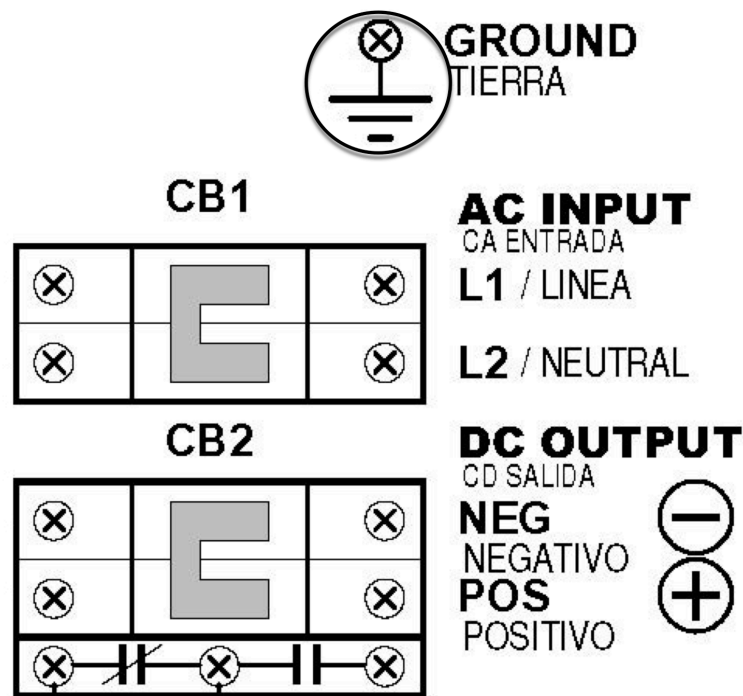 GROUND
TIERRA
CB1
AC INPUT
CA ENTRADA
L1 / LINEA
L2 / NEUTRAL
CB2
DC OUTPUT
CD SALIDA
NEG
NEGATIVO
POS
POSITIVO